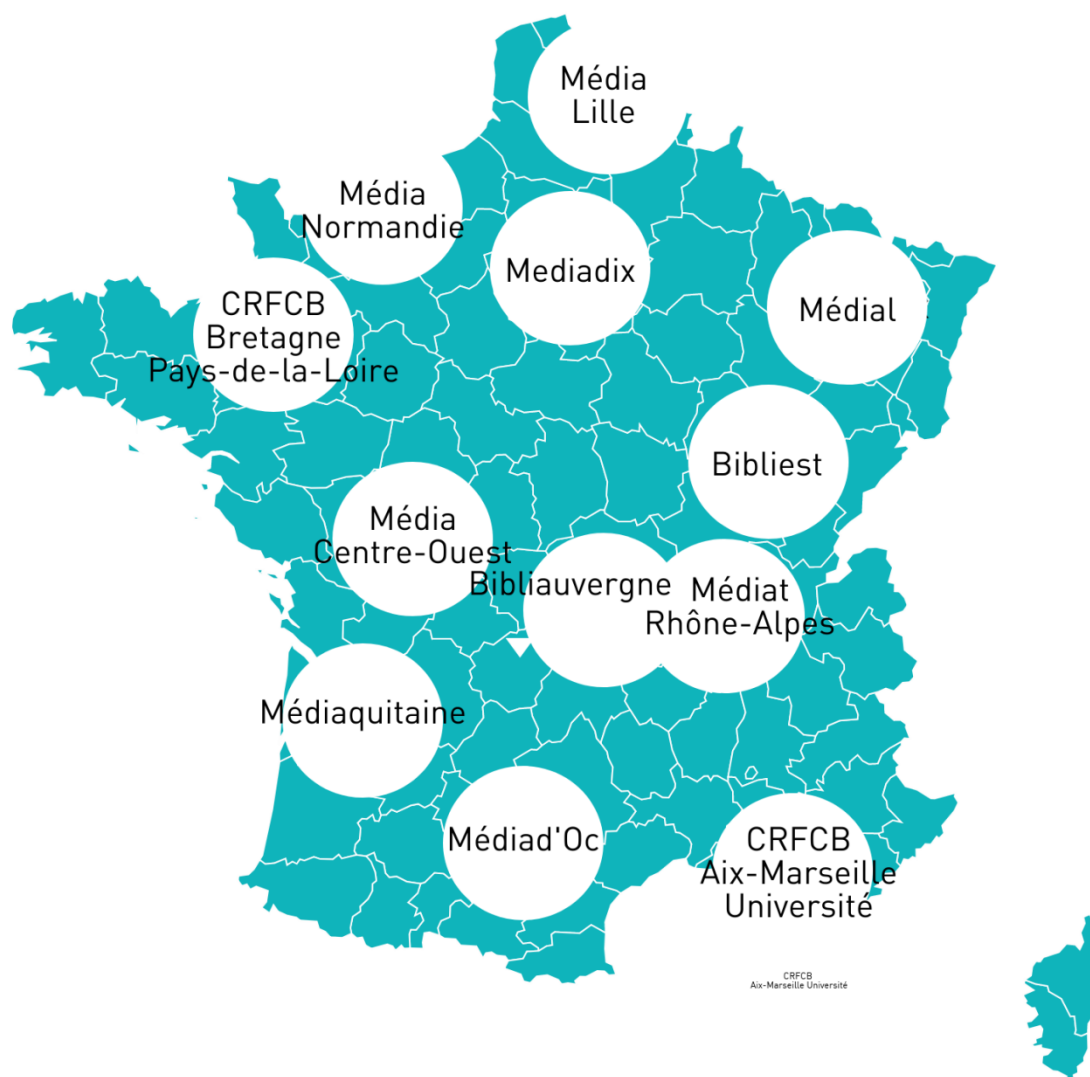 Média
Lille
Média
Normandie
Mediadix
CRFCB
Bretagne
Pays-de-la-Loire
Médial
Bibliest
Média
Centre-Ouest
Bibliauvergne
Médiat
Rhône-Alpes
Médiaquitaine
Médiad'Oc
CRFCB
Aix-Marseille
Université
CRFCB
Aix-Marseille Université